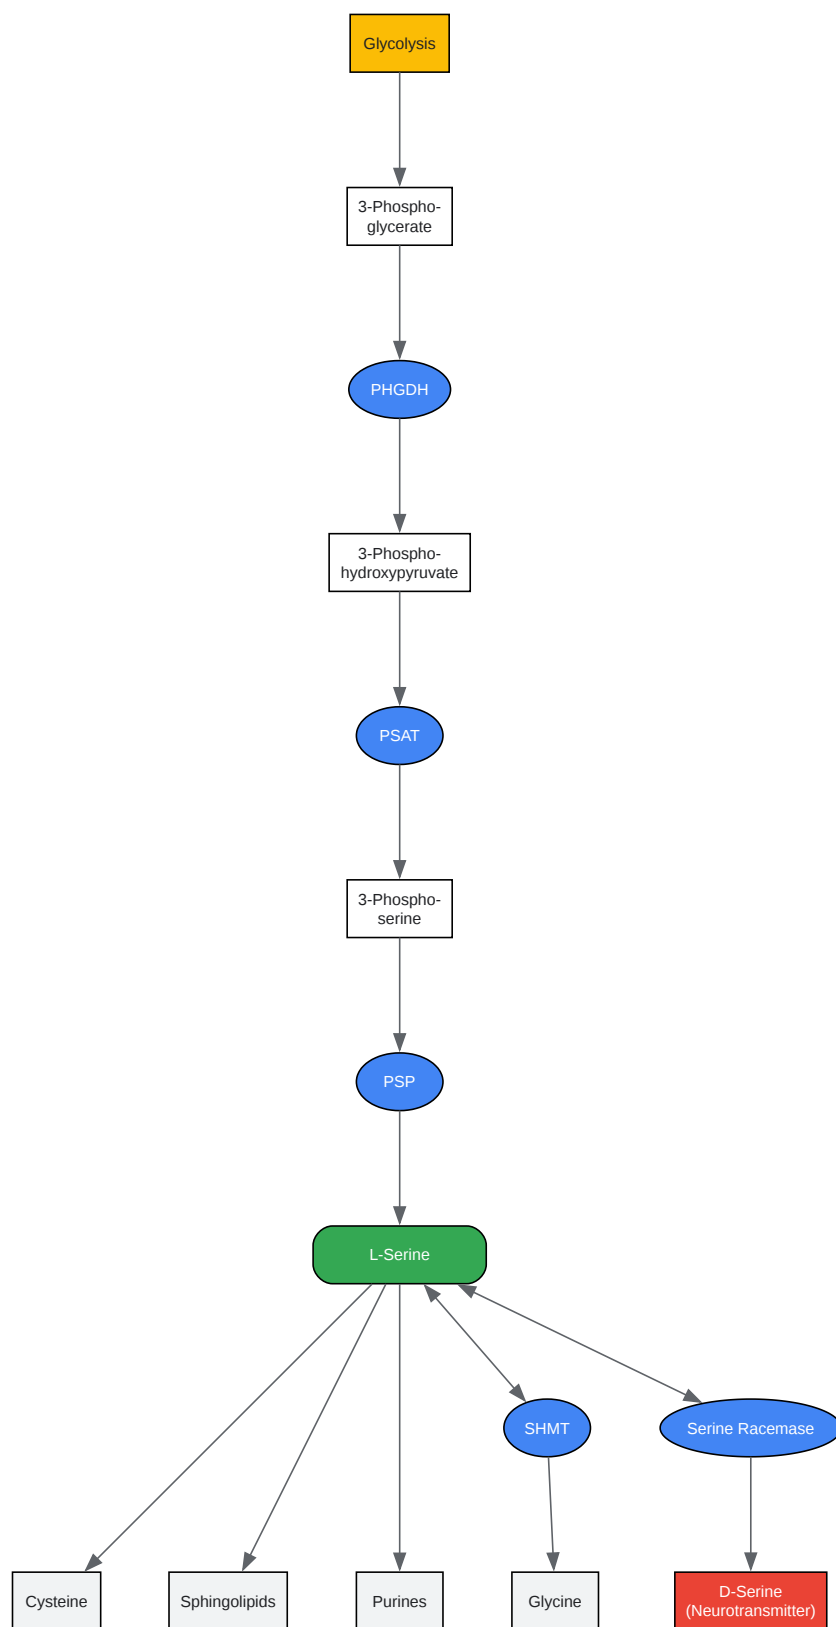 Glycolysis
3-Phospho-
glycerate
PHGDH
3-Phospho-
hydroxypyruvate
PSAT
3-Phospho-
serine
PSP
L-Serine
SHMT
Serine Racemase
Cysteine
Sphingolipids
Purines
Glycine
D-Serine
(Neurotransmitter)